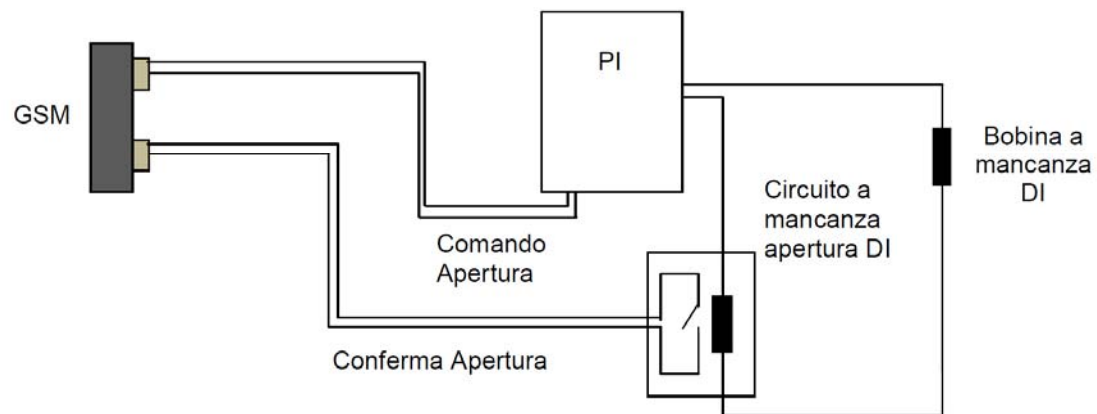 PI
GSM
Bobina a
mancanza
DI
Circuito a
mancanza
apertura DI
Comando
Apertura
Conferma Apertura